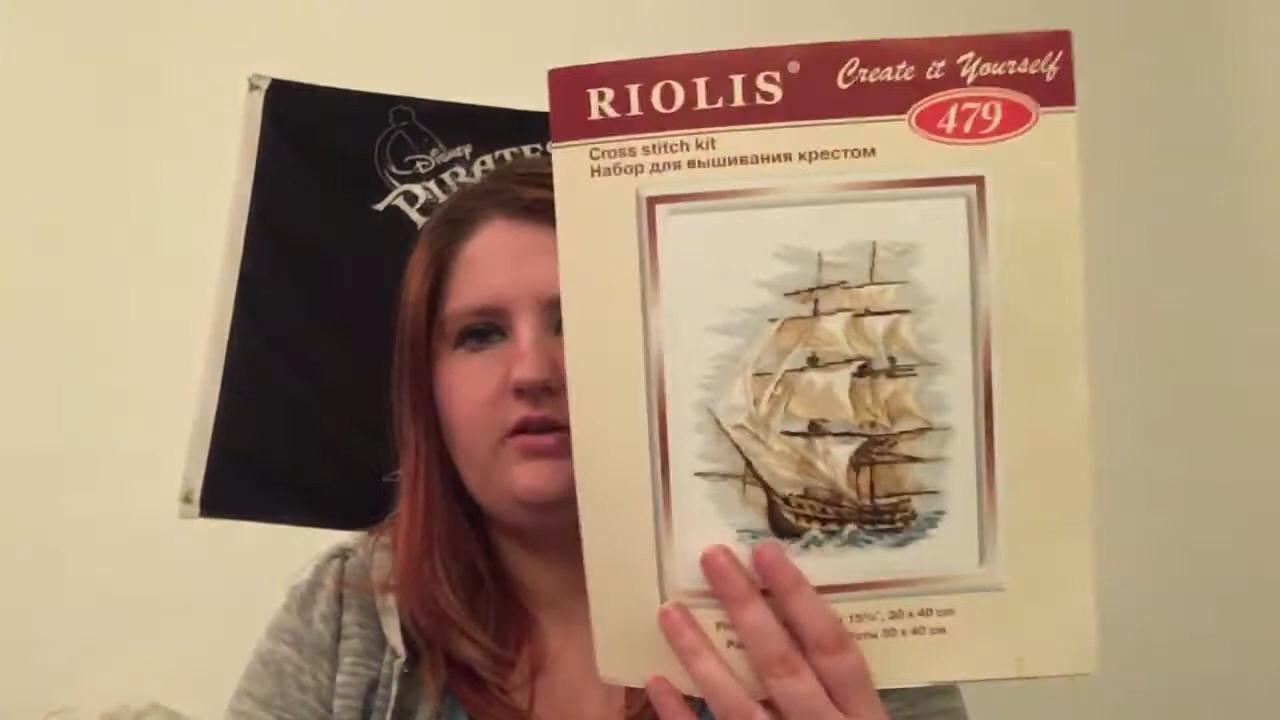 Disney
PIRATES
RIOLIS®
Create it Yourself
479
Cross stitch kit
Набор для вышивания крестом
15¾", 30 x 40 cm
30 x 40 см